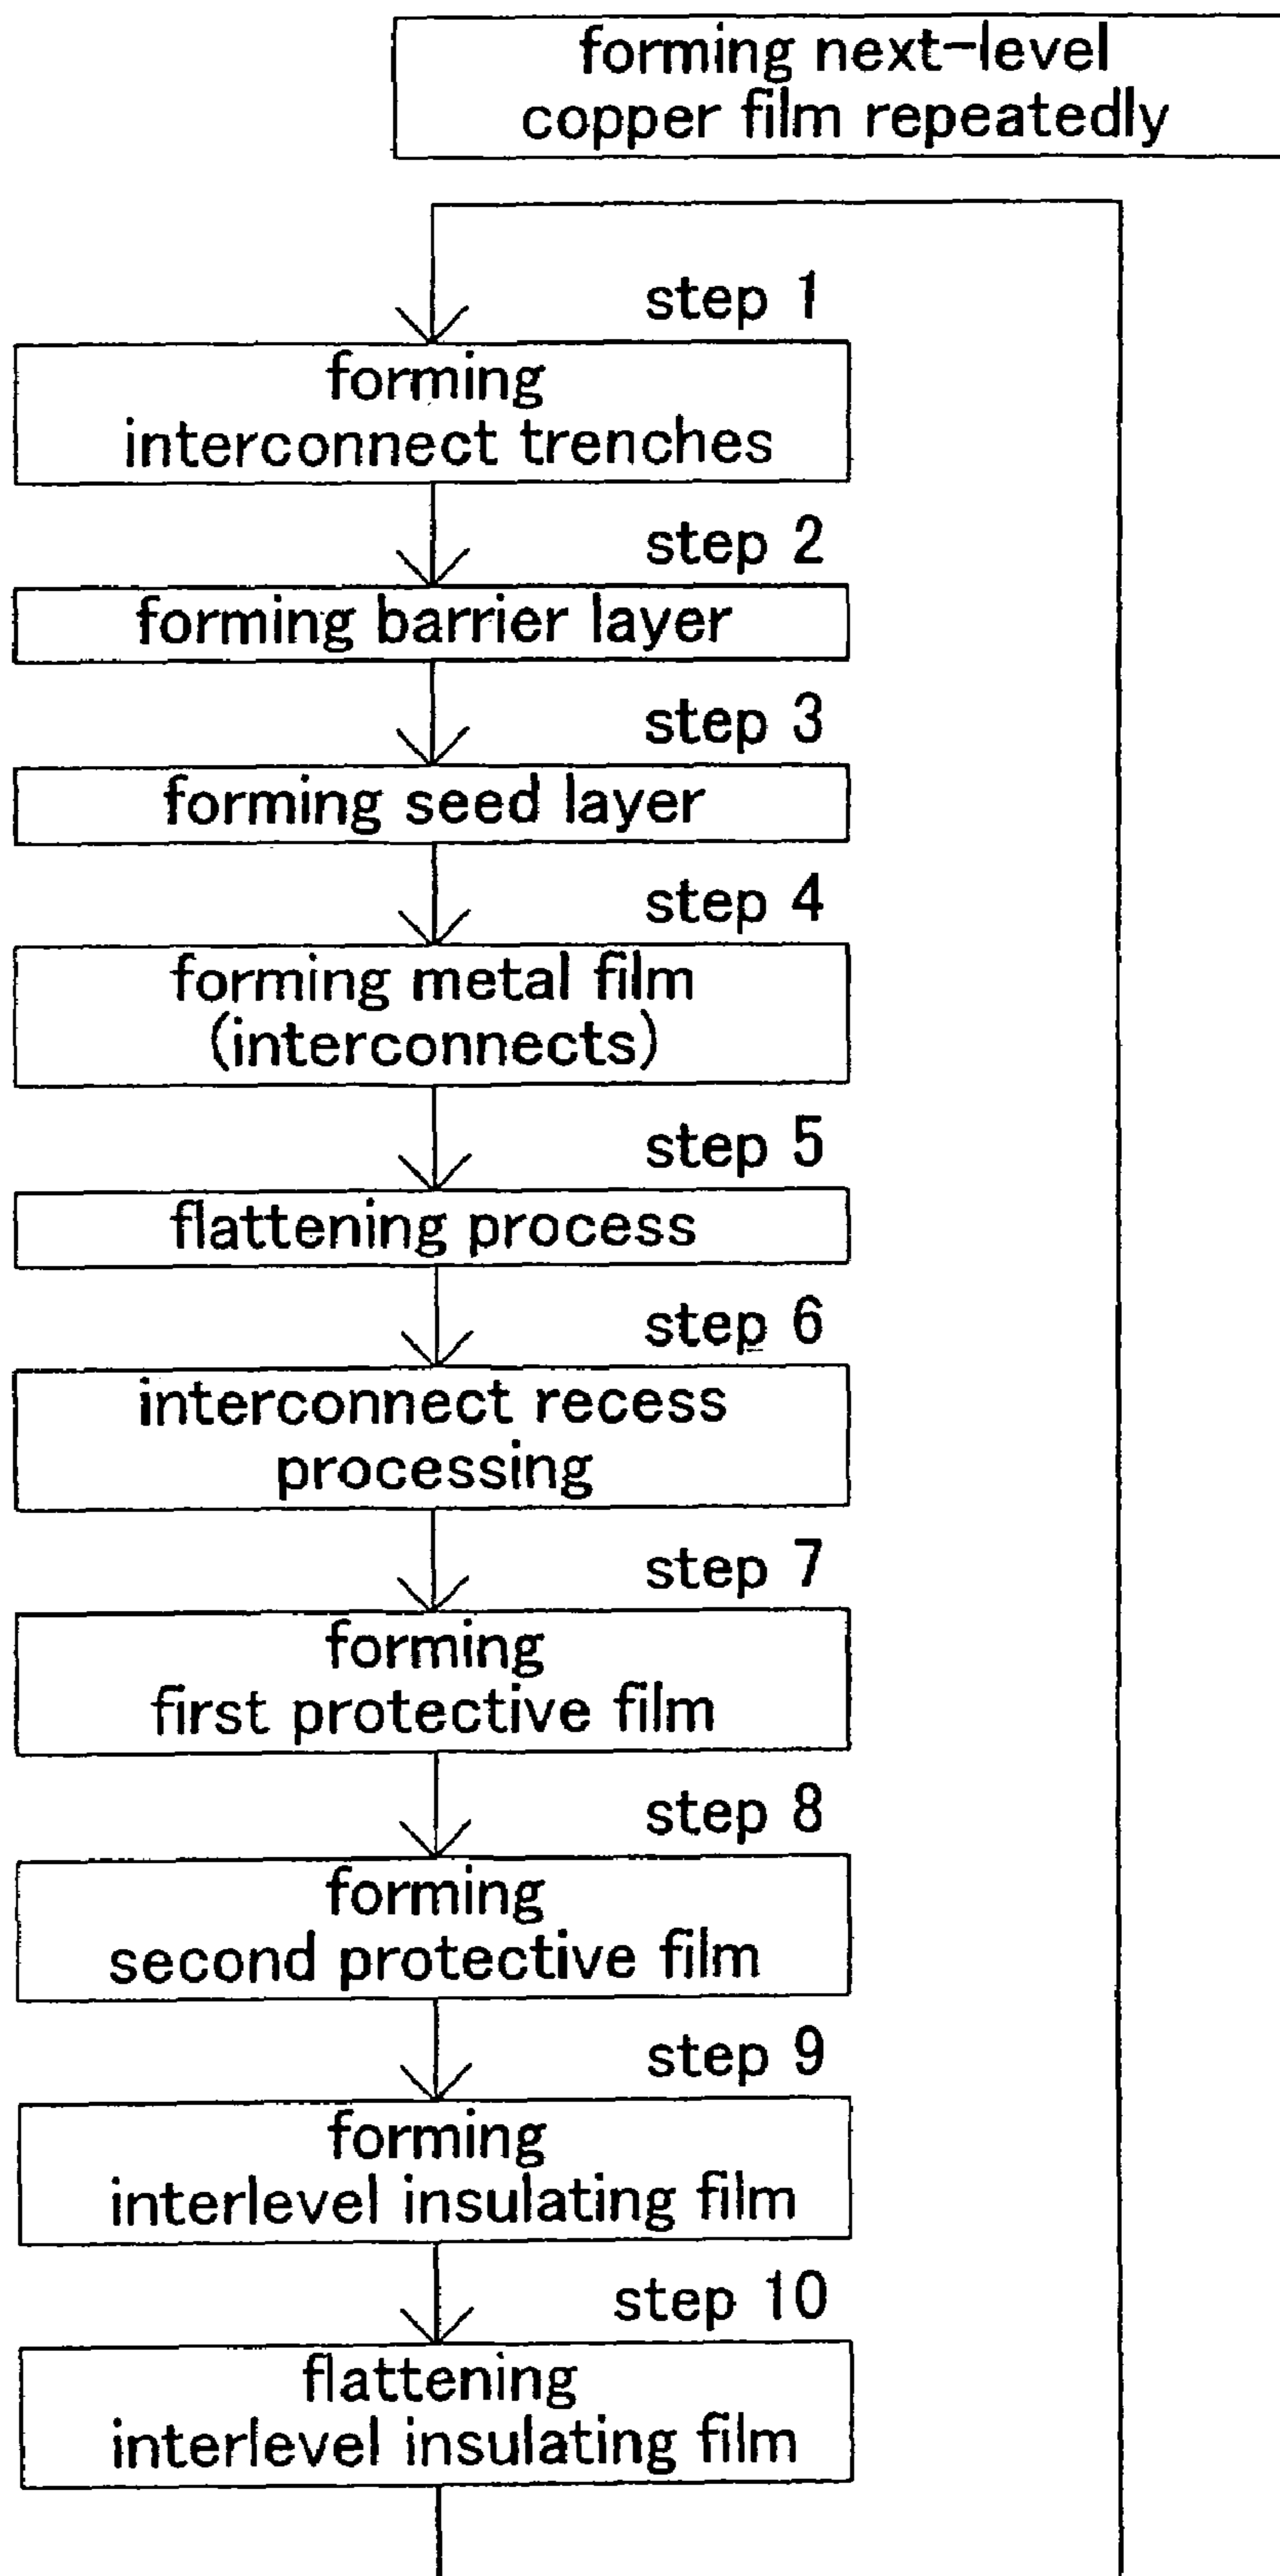 forming next-level
copper film repeatedly
step 1
forming
interconnect trenches
step 2
forming barrier layer
step 3
forming seed layer
step 4
forming metal film
(interconnects)
step 5
flattening process
step 6
interconnect recess
processing
step 7
forming
first protective film
step 8
forming
second protective film
step 9
forming
interlevel insulating film
step 10
flattening
interlevel insulating film